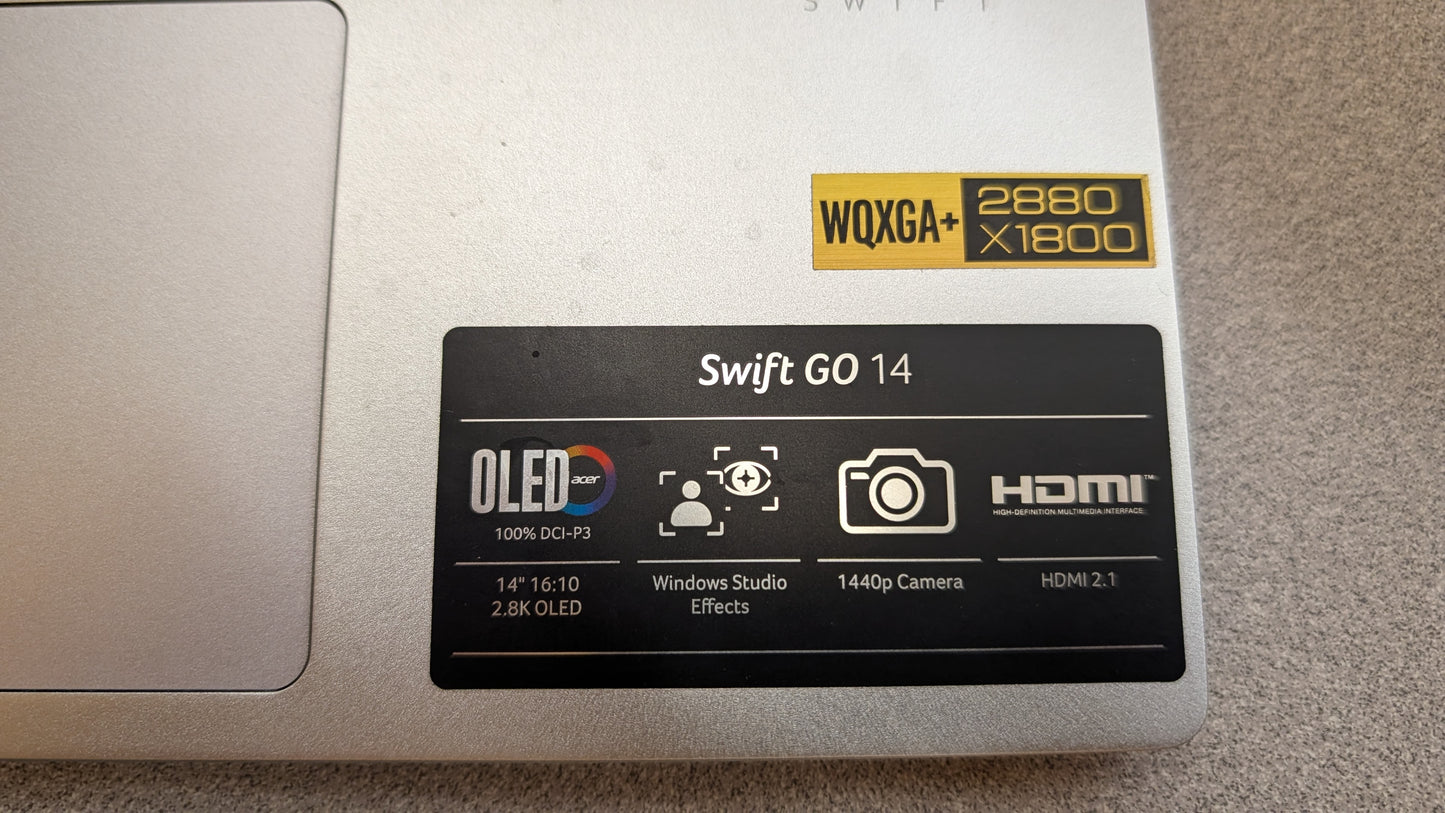 SWIFT
WQXGA+
2880
X1800
Swift GO 14
OLED
acer
100% DCI-P3
14" 16:10
2.8K OLED
Windows Studio
Effects
1440p Camera
HDMI™
HIGH-DEFINITION MULTIMEDIA INTERFACE
HDMI 2.1